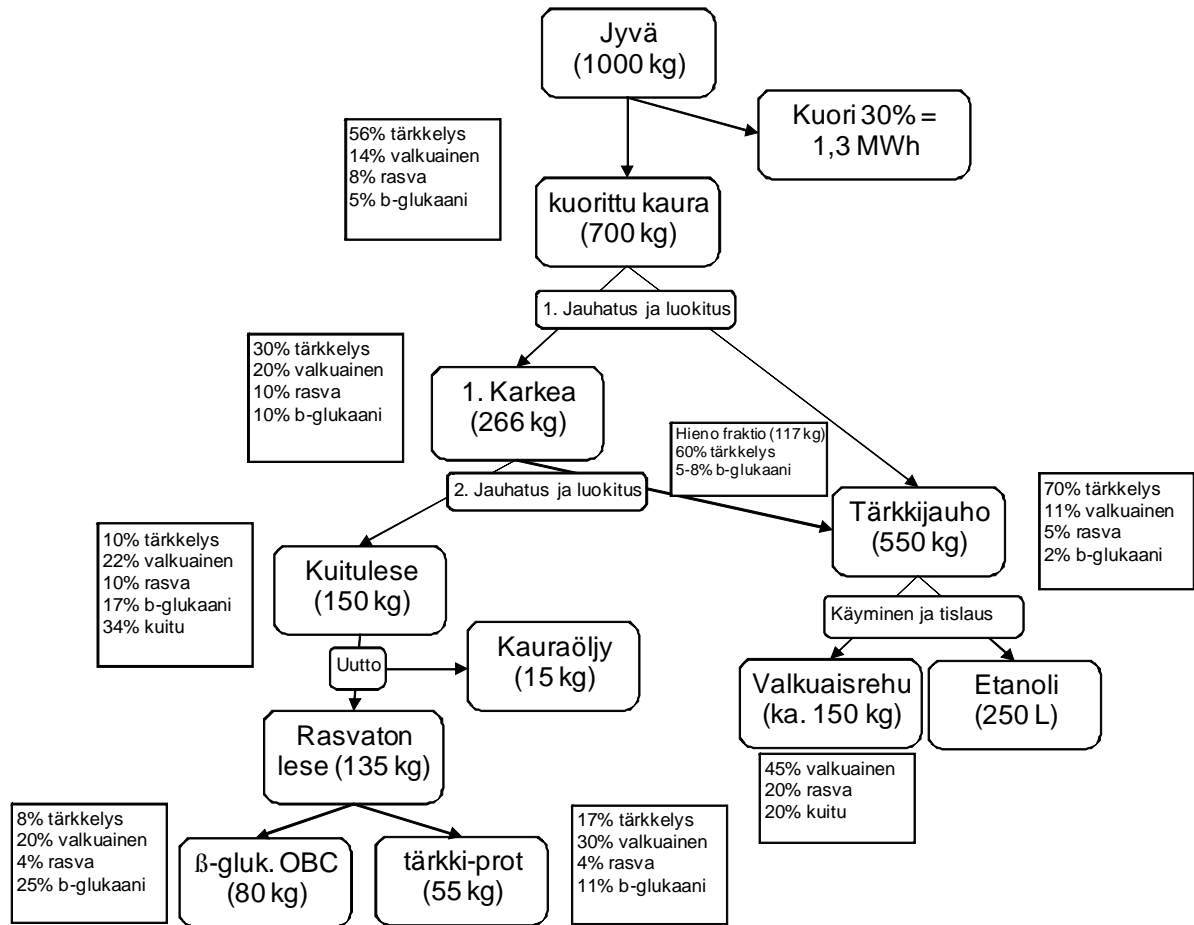 Jyvä
(1000 kg)
Kuori 30% =
1,3 MWh
56% tärkkelys
14% valkuainen
8% rasva
5% b-glukaani
kuorittu kaura
(700 kg)
1. Jauhatus ja luokitus
30% tärkkelys
20% valkuainen
10% rasva
10% b-glukaani
1. Karkea
(266 kg)
Hieno fraktio (117 kg)
60% tärkkelys
5-8% b-glukaani
2. Jauhatus ja luokitus
Tärkkijauho
(550 kg)
70% tärkkelys
11% valkuainen
5% rasva
2% b-glukaani
10% tärkkelys
22% valkuainen
10% rasva
17% b-glukaani
34% kuitu
Kuitulese
(150 kg)
Käyminen ja tislaus
Uutto
Kauraöljy
(15 kg)
Valkuaisrehu
(ka. 150 kg)
Etanoli
(250 L)
Rasvaton
lese (135 kg)
45% valkuainen
20% rasva
20% kuitu
8% tärkkelys
20% valkuainen
4% rasva
25% b-glukaani
ß-gluk. OBC
(80 kg)
tärkki-prot
(55 kg)
17% tärkkelys
30% valkuainen
4% rasva
11% b-glukaani